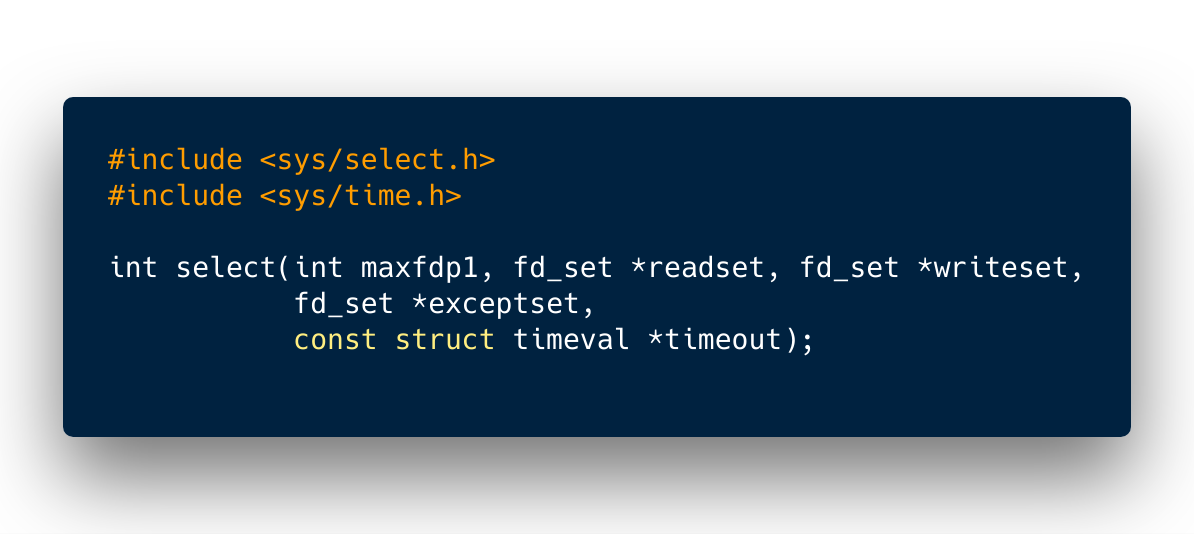 #include <sys/select.h>
#include <sys/time.h>
int select(int maxfdp1, fd_set *readset, fd_set *writeset,
fd_set *exceptset,
const struct timeval *timeout);